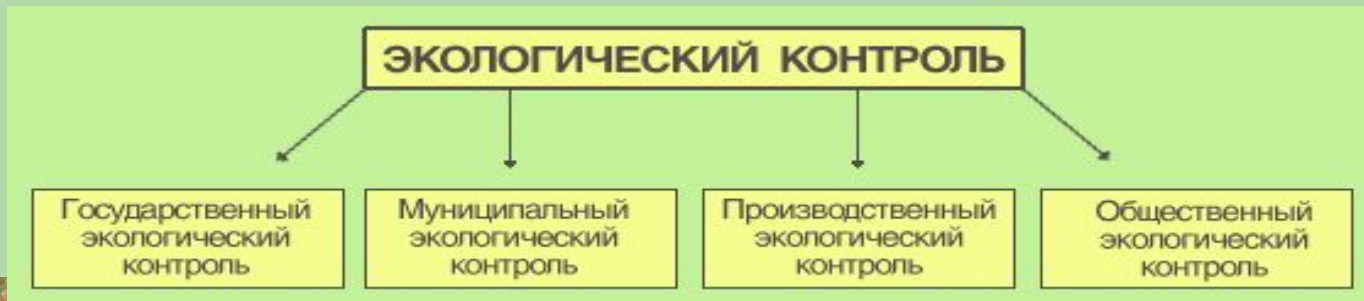 ЭКОЛОГИЧЕСКИЙ КОНТРОЛЬ
Государственный
экологический
контроль
Муниципальный
экологический
контроль
Производственный
экологический
контроль
Общественный
экологический
контроль